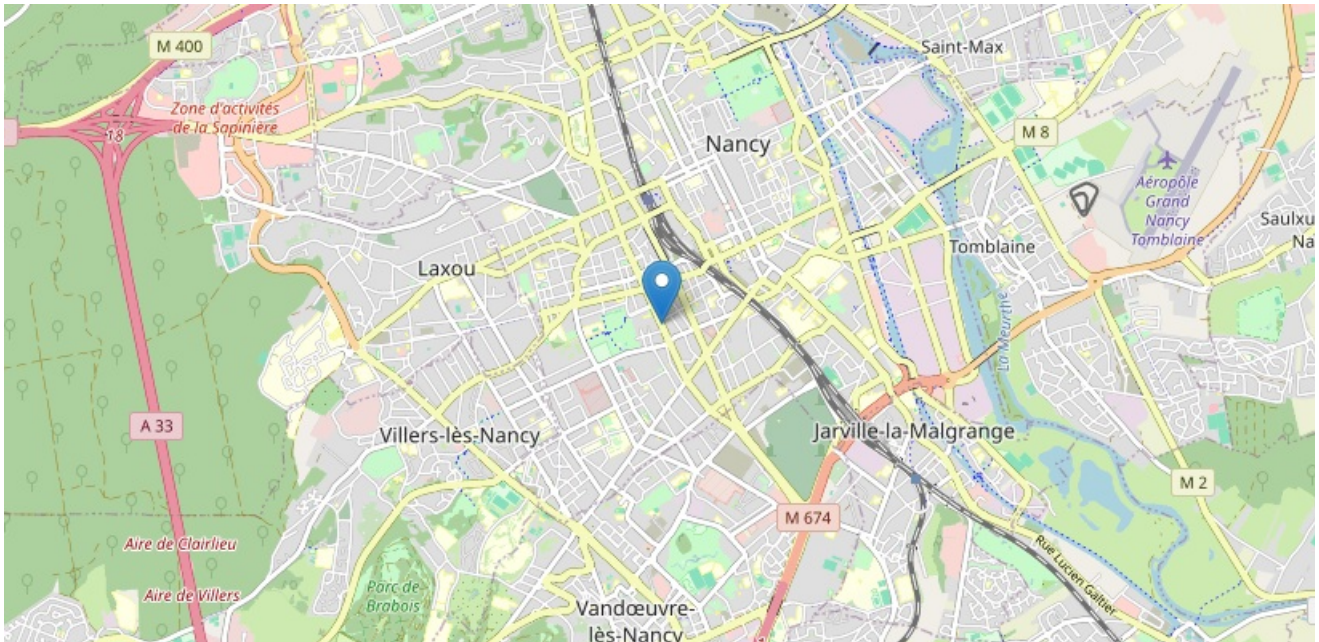 M 400
Saint-Max
Zone d'activités
de la Sapinière
18
M 8
Nancy
Aéropôle
Grand
Nancy
Tomblaine
Saulxu
Na
Tomblaine
Laxou
La Meurthe
A 33
Villers-lès-Nancy
Jarville-la-Malgrange
M 2
M 674
Aire de Clairlieu
Rue Lucien Galtier
Parc de
Brabois
Aire de Villers
Vandœuvre-
lès-Nancy